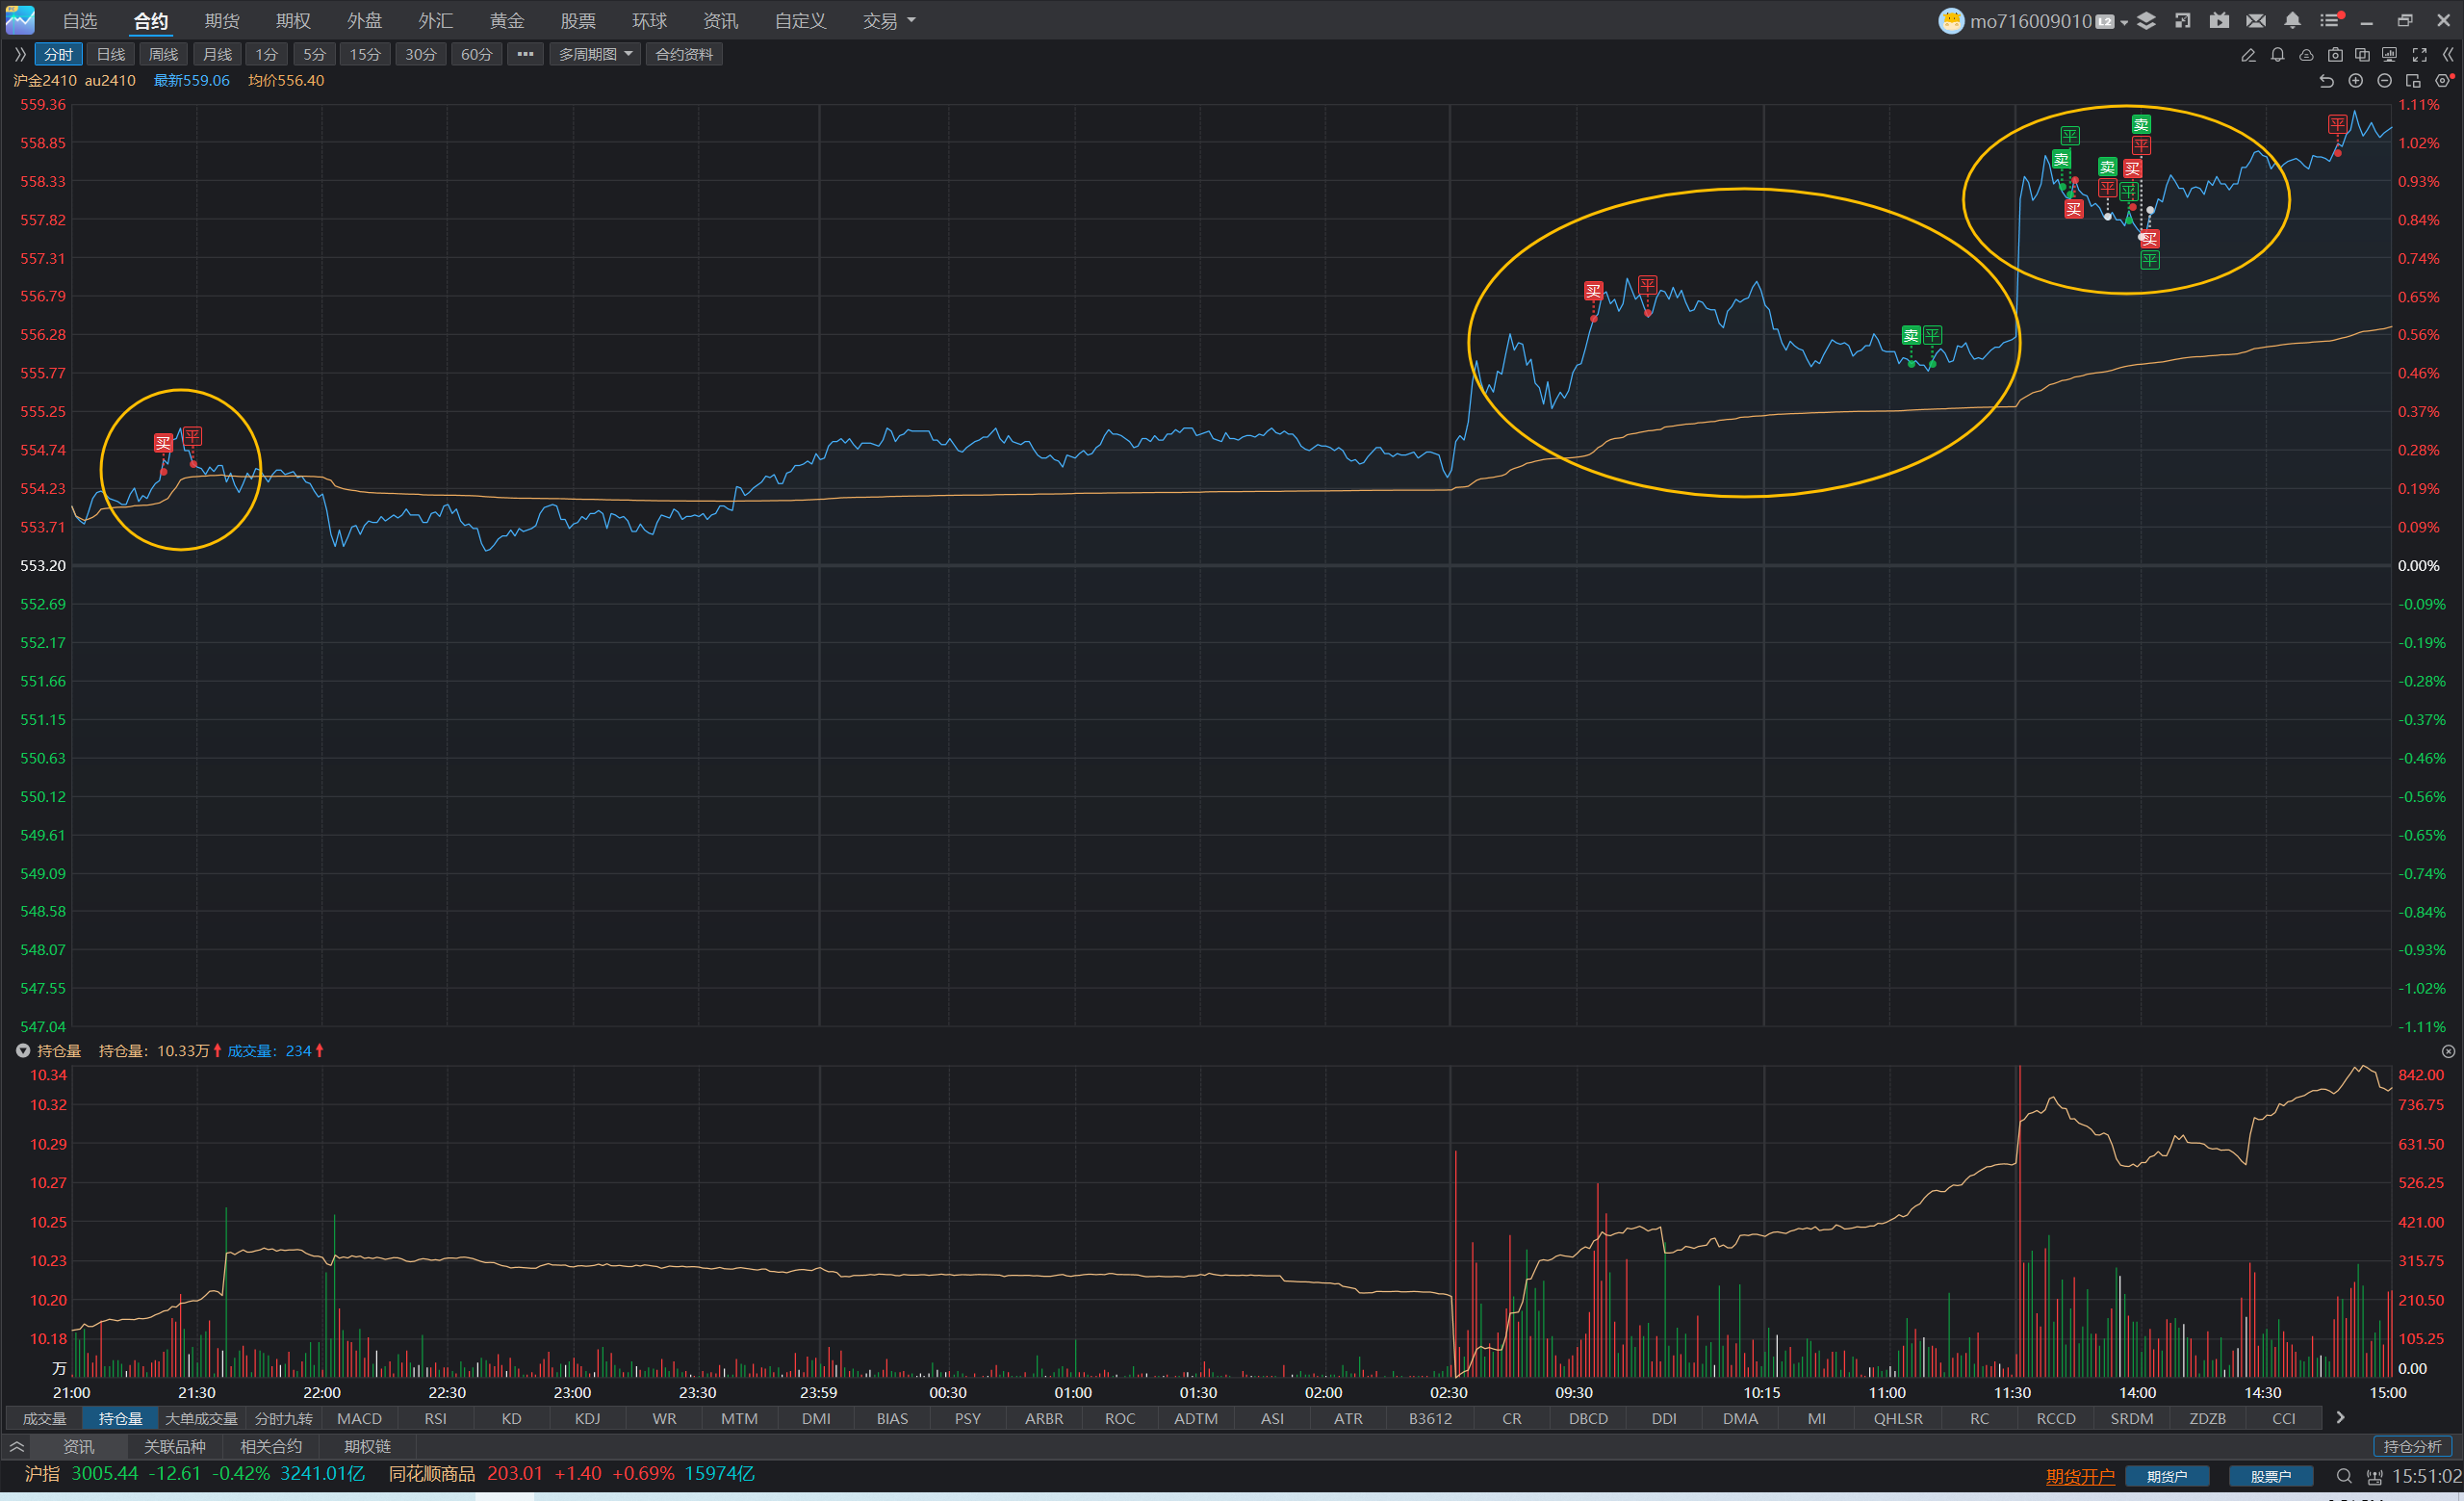 自选 合约 期货 期权 外盘 外汇 黄金 股票 环球 资讯 自定义 交易 mo716009010 L2
分时 日线 周线 月线 1分 5分 15分 30分 60分 ••• 多周期图 合约资料
沪金2410 au2410 最新559.06 均价556.40
559.36 1.11%
558.85 1.02%
558.33 0.93%
557.82 0.84%
557.31 0.74%
556.79 0.65%
556.28 0.56%
555.77 0.46%
555.25 0.37%
554.74 0.28%
554.23 0.19%
553.71 0.09%
553.20 0.00%
552.69 -0.09%
552.17 -0.19%
551.66 -0.28%
551.15 -0.37%
550.63 -0.46%
550.12 -0.56%
549.61 -0.65%
549.09 -0.74%
548.58 -0.84%
548.07 -0.93%
547.55 -1.02%
547.04 -1.11%
买 平
买 平
卖 平
平
卖
买
卖
平
卖
平
买
平
买
平
平
持仓量 持仓量：10.33万 成交量：234
10.34 842.00
10.32 736.75
10.29 631.50
10.27 526.25
10.25 421.00
10.23 315.75
10.20 210.50
10.18 105.25
万 0.00
21:00 21:30 22:00 22:30 23:00 23:30 23:59 00:30 01:00 01:30 02:00 02:30 09:30 10:15 11:00 11:30 14:00 14:30 15:00
成交量 持仓量 大单成交量 分时九转 MACD RSI KD KDJ WR MTM DMI BIAS PSY ARBR ROC ADTM ASI ATR B3612 CR DBCD DDI DMA MI QHLSR RC RCCD SRDM ZDZB CCI
资讯 关联品种 相关合约 期权链 持仓分析
沪指 3005.44 -12.61 -0.42% 3241.01亿 同花顺商品 203.01 +1.40 +0.69% 15974亿 期货开户 期货户 股票户 15:51:02